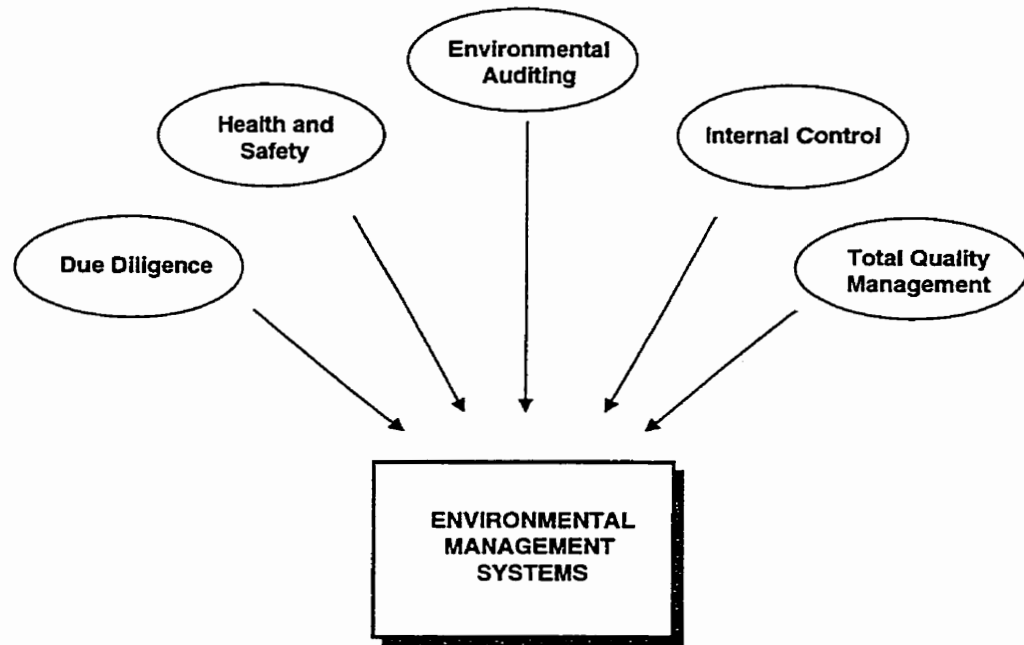 Environmental
Auditing
Health and
Safety
Internal Control
Due Diligence
Total Quality
Management
ENVIRONMENTAL
MANAGEMENT
SYSTEMS